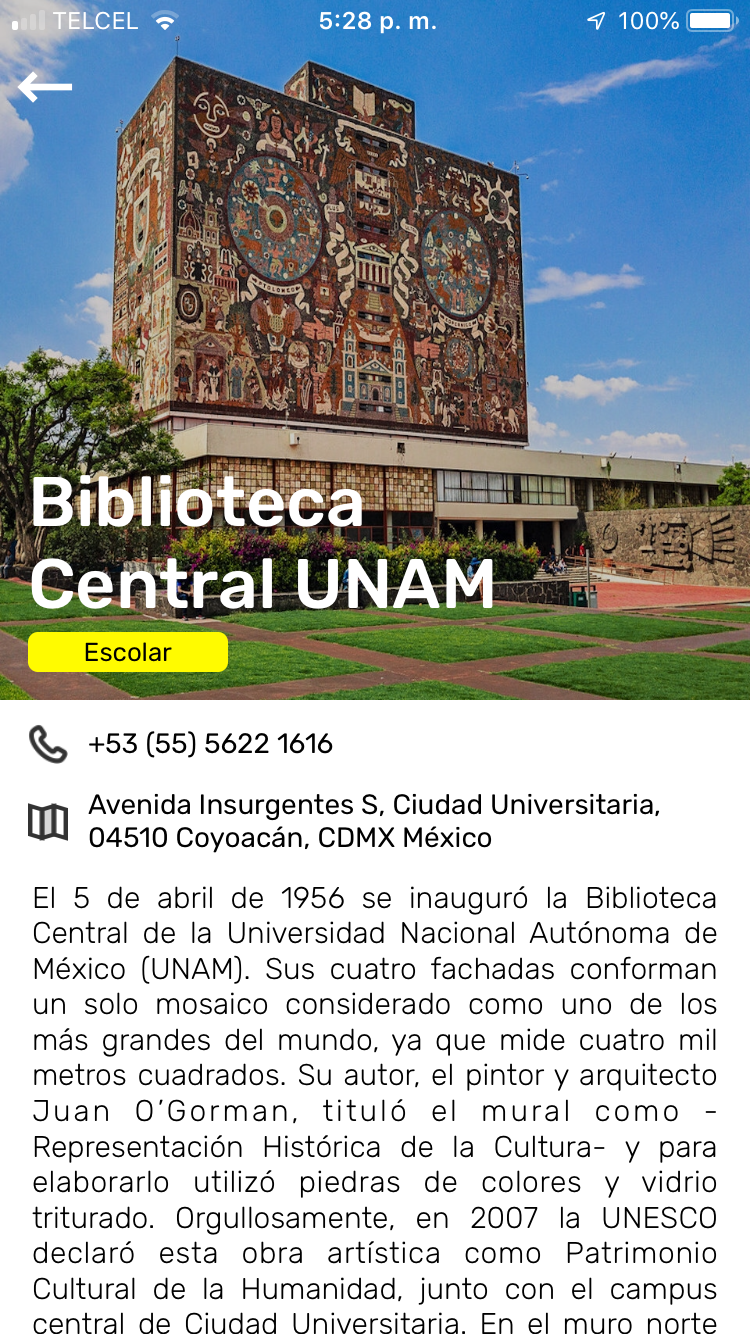 TELCEL 5:28 p. m. 100%
Biblioteca
Central UNAM
Escolar
+53 (55) 5622 1616
Avenida Insurgentes S, Ciudad Universitaria,
04510 Coyoacán, CDMX México
El 5 de abril de 1956 se inauguró la Biblioteca
Central de la Universidad Nacional Autónoma de
México (UNAM). Sus cuatro fachadas conforman
un solo mosaico considerado como uno de los
más grandes del mundo, ya que mide cuatro mil
metros cuadrados. Su autor, el pintor y arquitecto
Juan O’Gorman, tituló el mural como -
Representación Histórica de la Cultura- y para
elaborarlo utilizó piedras de colores y vidrio
triturado. Orgullosamente, en 2007 la UNESCO
declaró esta obra artística como Patrimonio
Cultural de la Humanidad, junto con el campus
central de Ciudad Universitaria. En el muro norte